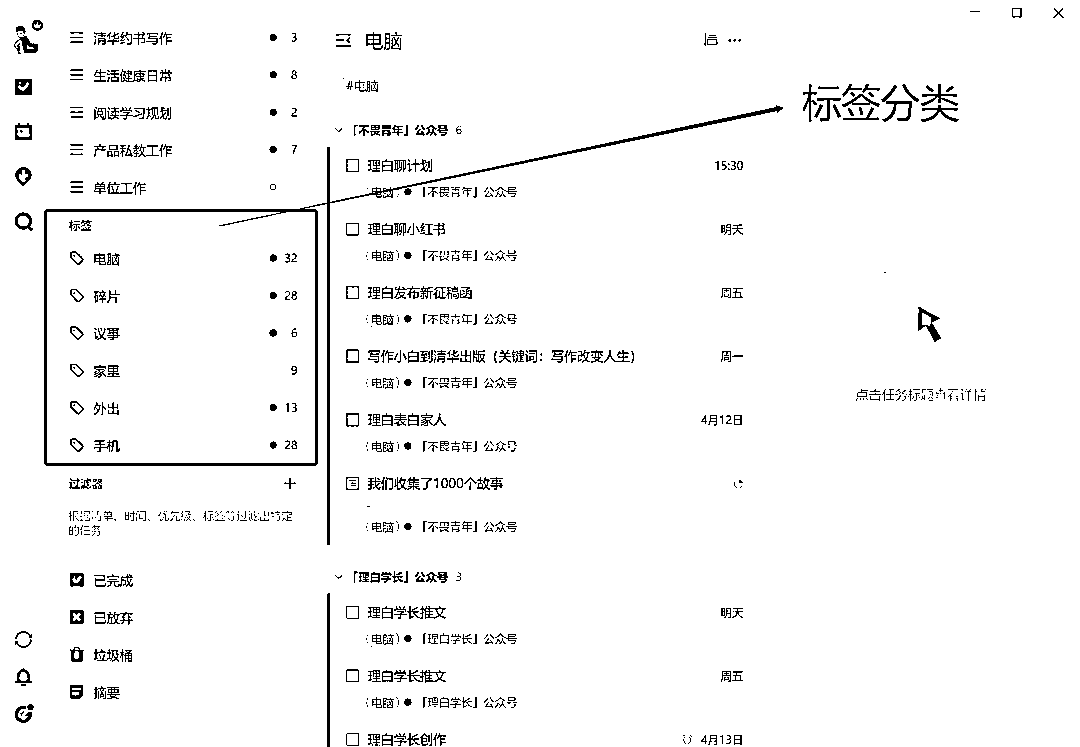 清华约书写作 3
生活健康日常 8
阅读学习规划 2
产品私教工作 7
单位工作
标签
电脑 32
碎片 28
议事 6
家里 9
外出 13
手机 28
过滤器
根据清单、时间、优先级、标签等过滤出特定
的任务
已完成
已放弃
垃圾桶
摘要
电脑
#电脑
「不畏青年」公众号 6
理白聊计划 15:30
(电脑) 「不畏青年」公众号
理白聊小红书 明天
(电脑) 「不畏青年」公众号
理白发布新征稿函 周五
(电脑) 「不畏青年」公众号
写作小白到清华出版（关键词：写作改变人生） 周一
(电脑) 「不畏青年」公众号
理白表白家人 4月12日
(电脑) 「不畏青年」公众号
我们收集了1000个故事
(电脑) 「不畏青年」公众号
「理白学长」公众号 3
理白学长推文 明天
(电脑) 「理白学长」公众号
理白学长推文 周五
(电脑) 「理白学长」公众号
理白学长创作 4月13日
标签分类
点击任务标题查看详情